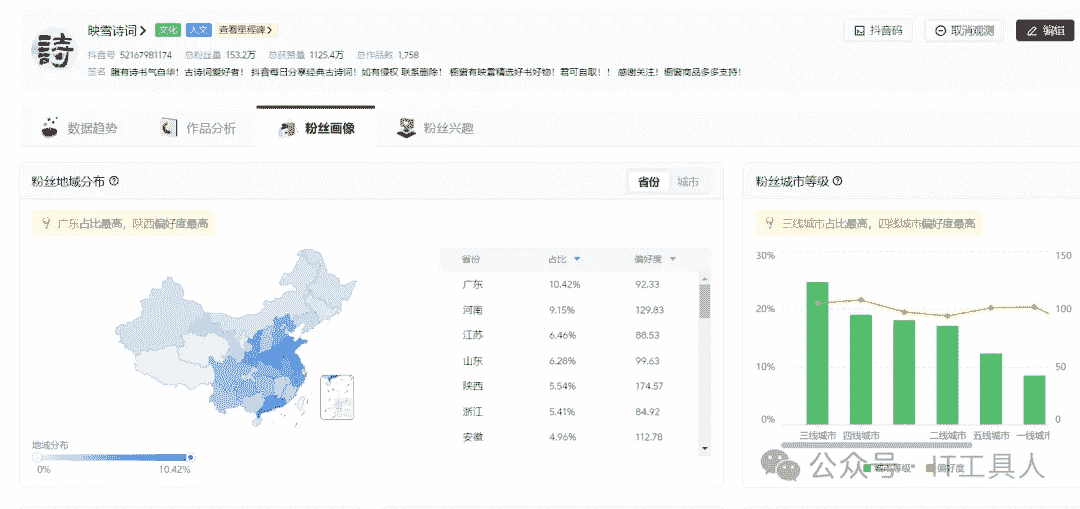 詩
映雪诗词 文化 人文 查看星程碑
抖音号 52167981174 总粉丝量 153.2万 总获赞量 1125.4万 总作品数 1,758
签名 腹有诗书气自华！古诗词爱好者！ 抖音每日分享经典古诗词！如有侵权 联系删除！ 橱窗有映雪精选好书好物！君可自取！！ 感谢关注！橱窗商品多多支持！
抖音码 取消观测 编组
数据趋势 作品分析 粉丝画像 粉丝兴趣
粉丝地域分布
省份 城市
广东占比最高，陕西偏好度最高
省份 占比 偏好度
广东 10.42% 92.33
河南 9.15% 129.83
江苏 6.46% 88.53
山东 6.28% 99.63
陕西 5.54% 174.57
浙江 5.41% 84.92
安徽 4.96% 112.78
地域分布
0% 10.42%
粉丝城市等级
三线城市占比最高，四线城市偏好度最高
30% 150
20% 100
10% 50
0% 0
三线城市 四线城市 二线城市 五线城市 一线城市
城市等级 偏好度
公众号 IT工具人